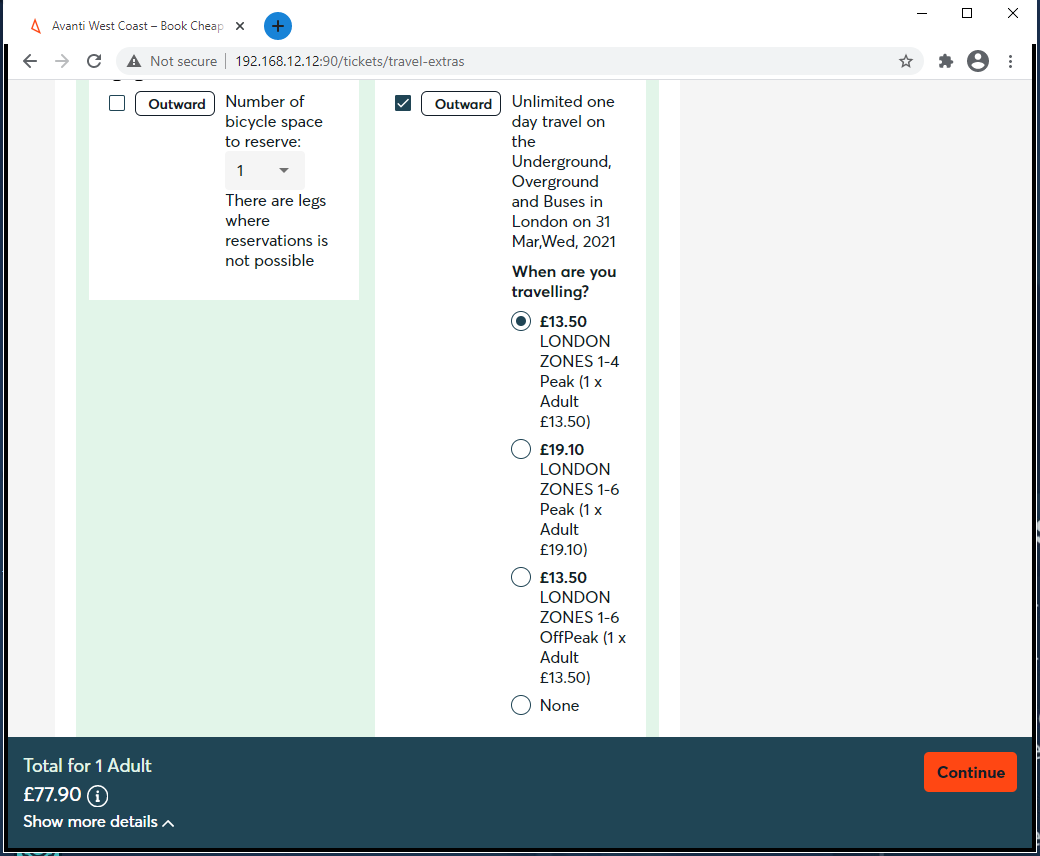 Avanti West Coast – Book Cheap
Not secure
192.168.12.12:90/tickets/travel-extras
Outward
Number of
bicycle space
to reserve:
1
There are legs
where
reservations is
not possible
Outward
Unlimited one
day travel on
the
Underground,
Overground
and Buses in
London on 31
Mar,Wed, 2021
When are you
travelling?
£13.50
LONDON
ZONES 1-4
Peak (1 x
Adult
£13.50)
£19.10
LONDON
ZONES 1-6
Peak (1 x
Adult
£19.10)
£13.50
LONDON
ZONES 1-6
OffPeak (1 x
Adult
£13.50)
None
Total for 1 Adult
£77.90
Show more details
Continue